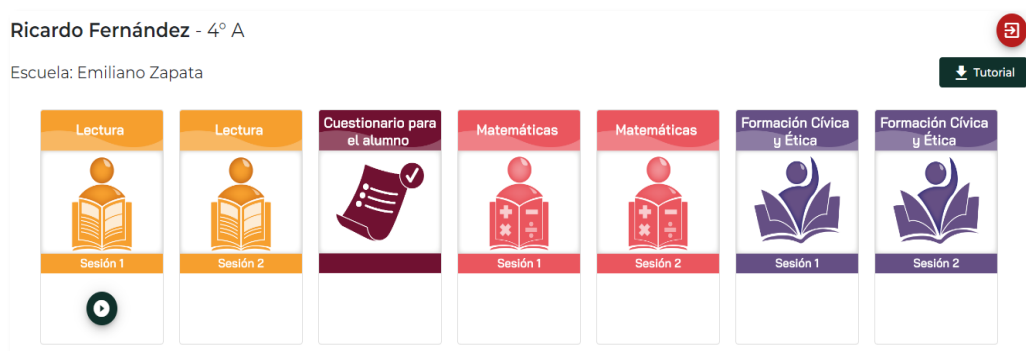 Ricardo Fernández - 4° A
Escuela: Emiliano Zapata
Tutorial
Lectura
Sesión 1
Lectura
Sesión 2
Cuestionario para
el alumno
Matemáticas
Sesión 1
Matemáticas
Sesión 2
Formación Cívica
y Ética
Sesión 1
Formación Cívica
y Ética
Sesión 2